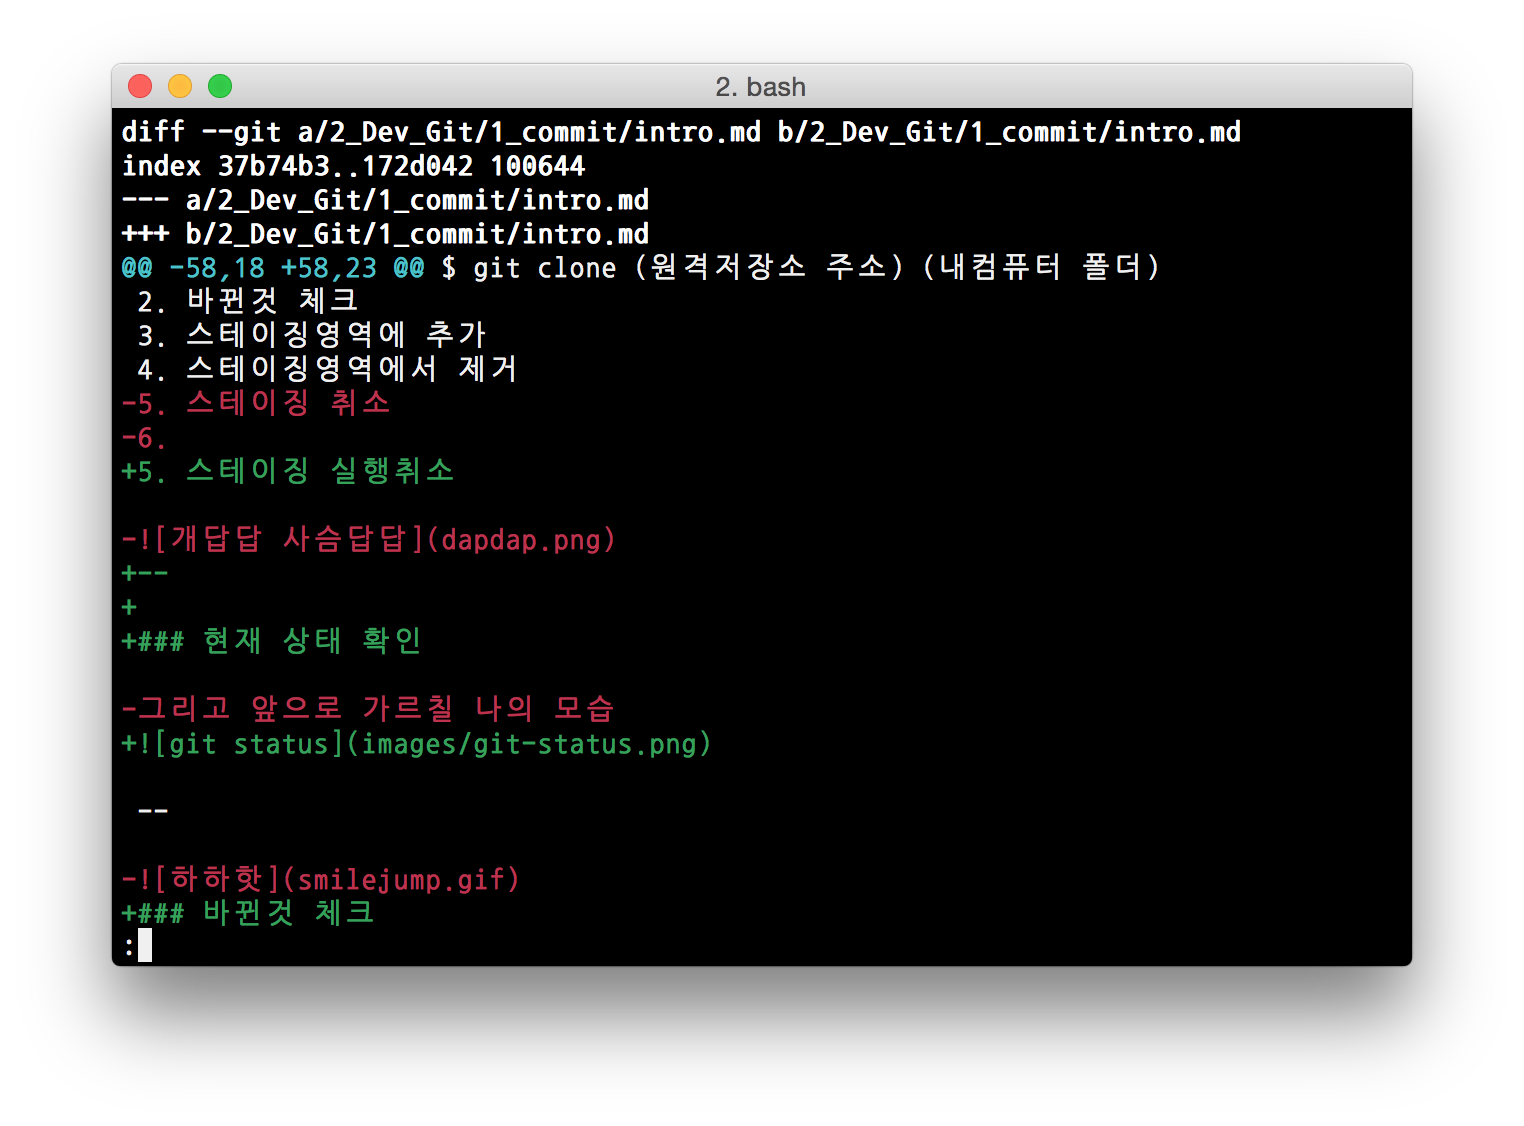 2. bash
diff --git a/2_Dev_Git/1_commit/intro.md b/2_Dev_Git/1_commit/intro.md
index 37b74b3..172d042 100644
--- a/2_Dev_Git/1_commit/intro.md
+++ b/2_Dev_Git/1_commit/intro.md
@@ -58,18 +58,23 @@ $ git clone (원격저장소 주소) (내컴퓨터 폴더)
 2. 바뀐것 체크
 3. 스테이징영역에 추가
 4. 스테이징영역에서 제거
-5. 스테이징 취소
-6.
+5. 스테이징 실행취소
-![개답답 사슴답답](dapdap.png)
+--
+
+### 현재 상태 확인
-그리고 앞으로 가르칠 나의 모습
+![git status](images/git-status.png)
 --
-![하하핫](smilejump.gif)
+### 바뀐것 체크
: